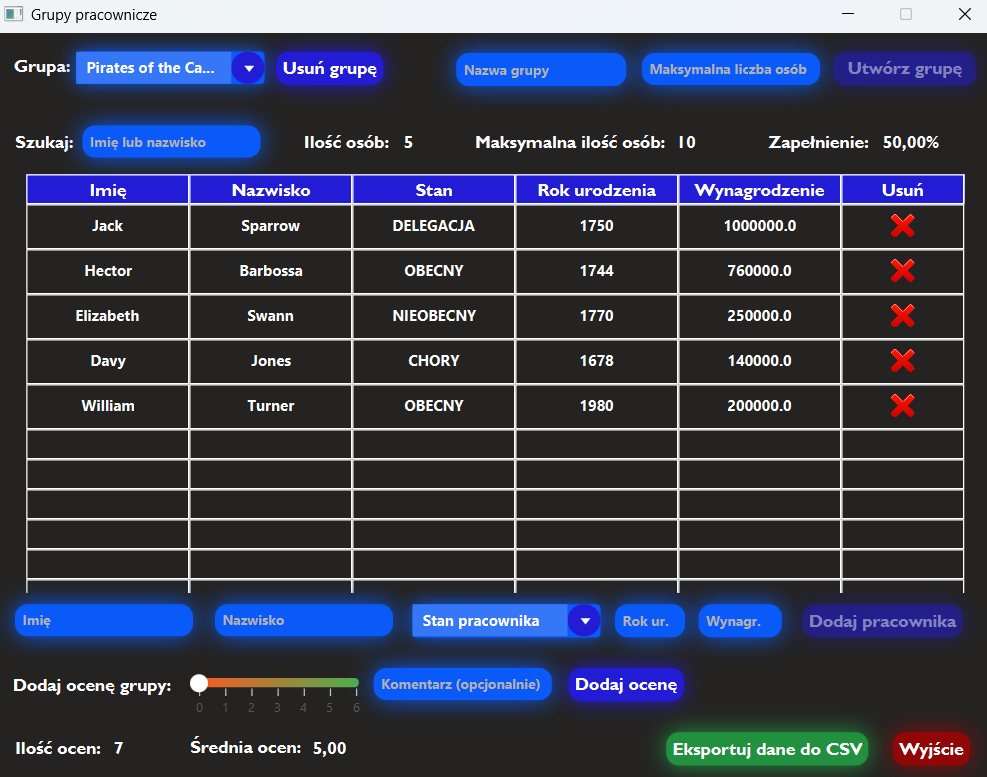 Grupy pracownicze
Grupa: Pirates of the Ca... Usuń grupę Nazwa grupy Maksymalna liczba osób Utwórz grupę
Szukaj: Imię lub nazwisko Ilość osób: 5 Maksymalna ilość osób: 10 Zapełnienie: 50,00%
Imię Nazwisko Stan Rok urodzenia Wynagrodzenie Usuń
Jack Sparrow DELEGACJA 1750 1000000.0
Hector Barbossa OBECNY 1744 760000.0
Elizabeth Swann NIEOBECNY 1770 250000.0
Davy Jones CHORY 1678 140000.0
William Turner OBECNY 1980 200000.0
Imię Nazwisko Stan pracownika Rok ur. Wynagr. Dodaj pracownika
Dodaj ocenę grupy: Komentarz (opcjonalnie) Dodaj ocenę
0 1 2 3 4 5 6
Ilość ocen: 7 Średnia ocen: 5,00 Eksportuj dane do CSV Wyjście